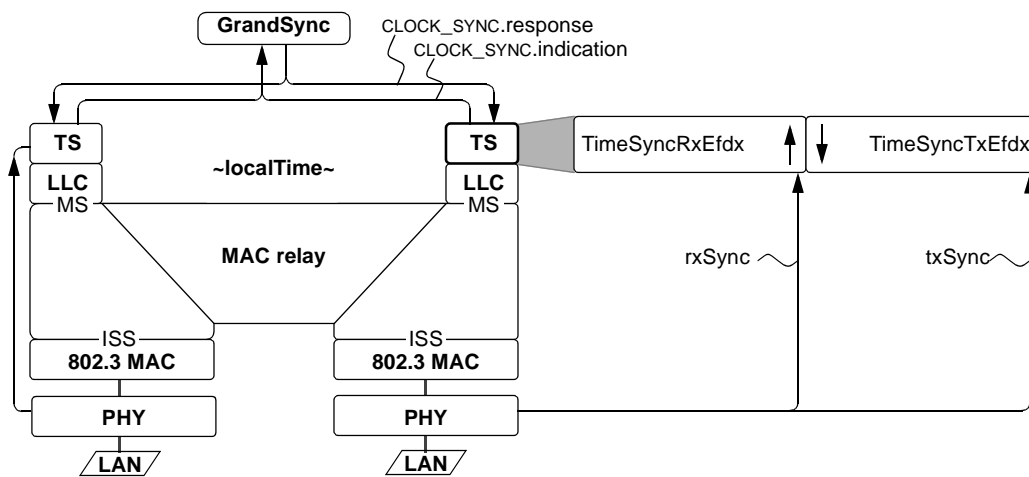 GrandSync
CLOCK_SYNC.response
CLOCK_SYNC.indication
TS
TS
TimeSyncRxEfdx
TimeSyncTxEfdx
~localTime~
LLC
LLC
MS
MS
MAC relay
rxSync
txSync
ISS
ISS
802.3 MAC
802.3 MAC
PHY
PHY
LAN
LAN